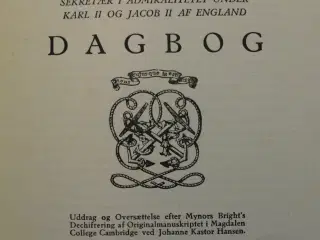 SEKRETÆR I ADMIRALITETET UNDER
KARL II OG JACOB II AF ENGLAND
DAGBOG
Uddrag og Oversættelse efter Mynors Bright's
Dechifrering af Originalmanuskriptet i Magdalen
College Cambridge ved Johanne Kastor Hansen.